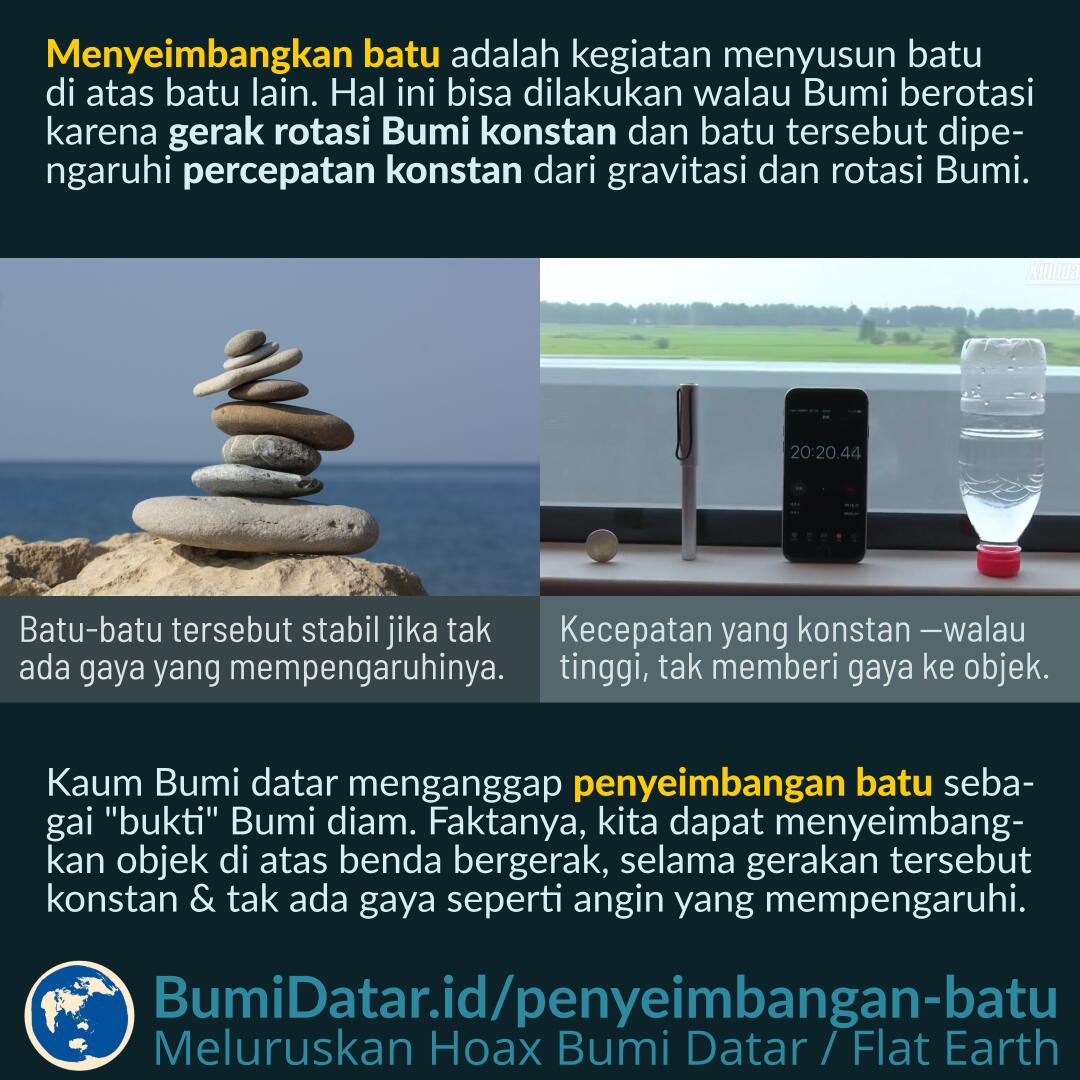 Menyeimbangkan batu adalah kegiatan menyusun batu
di atas batu lain. Hal ini bisa dilakukan walau Bumi berotasi
karena gerak rotasi Bumi konstan dan batu tersebut dipe-
ngaruhi percepatan konstan dari gravitasi dan rotasi Bumi.
20:20.44
Batu-batu tersebut stabil jika tak
ada gaya yang mempengaruhinya.
Kecepatan yang konstan —walau
tinggi, tak memberi gaya ke objek.
Kaum Bumi datar menganggap penyeimbangan batu seba-
gai "bukti" Bumi diam. Faktanya, kita dapat menyeimbang-
kan objek di atas benda bergerak, selama gerakan tersebut
konstan & tak ada gaya seperti angin yang mempengaruhi.
BumiDatar.id/penyeimbangan-batu
Meluruskan Hoax Bumi Datar / Flat Earth